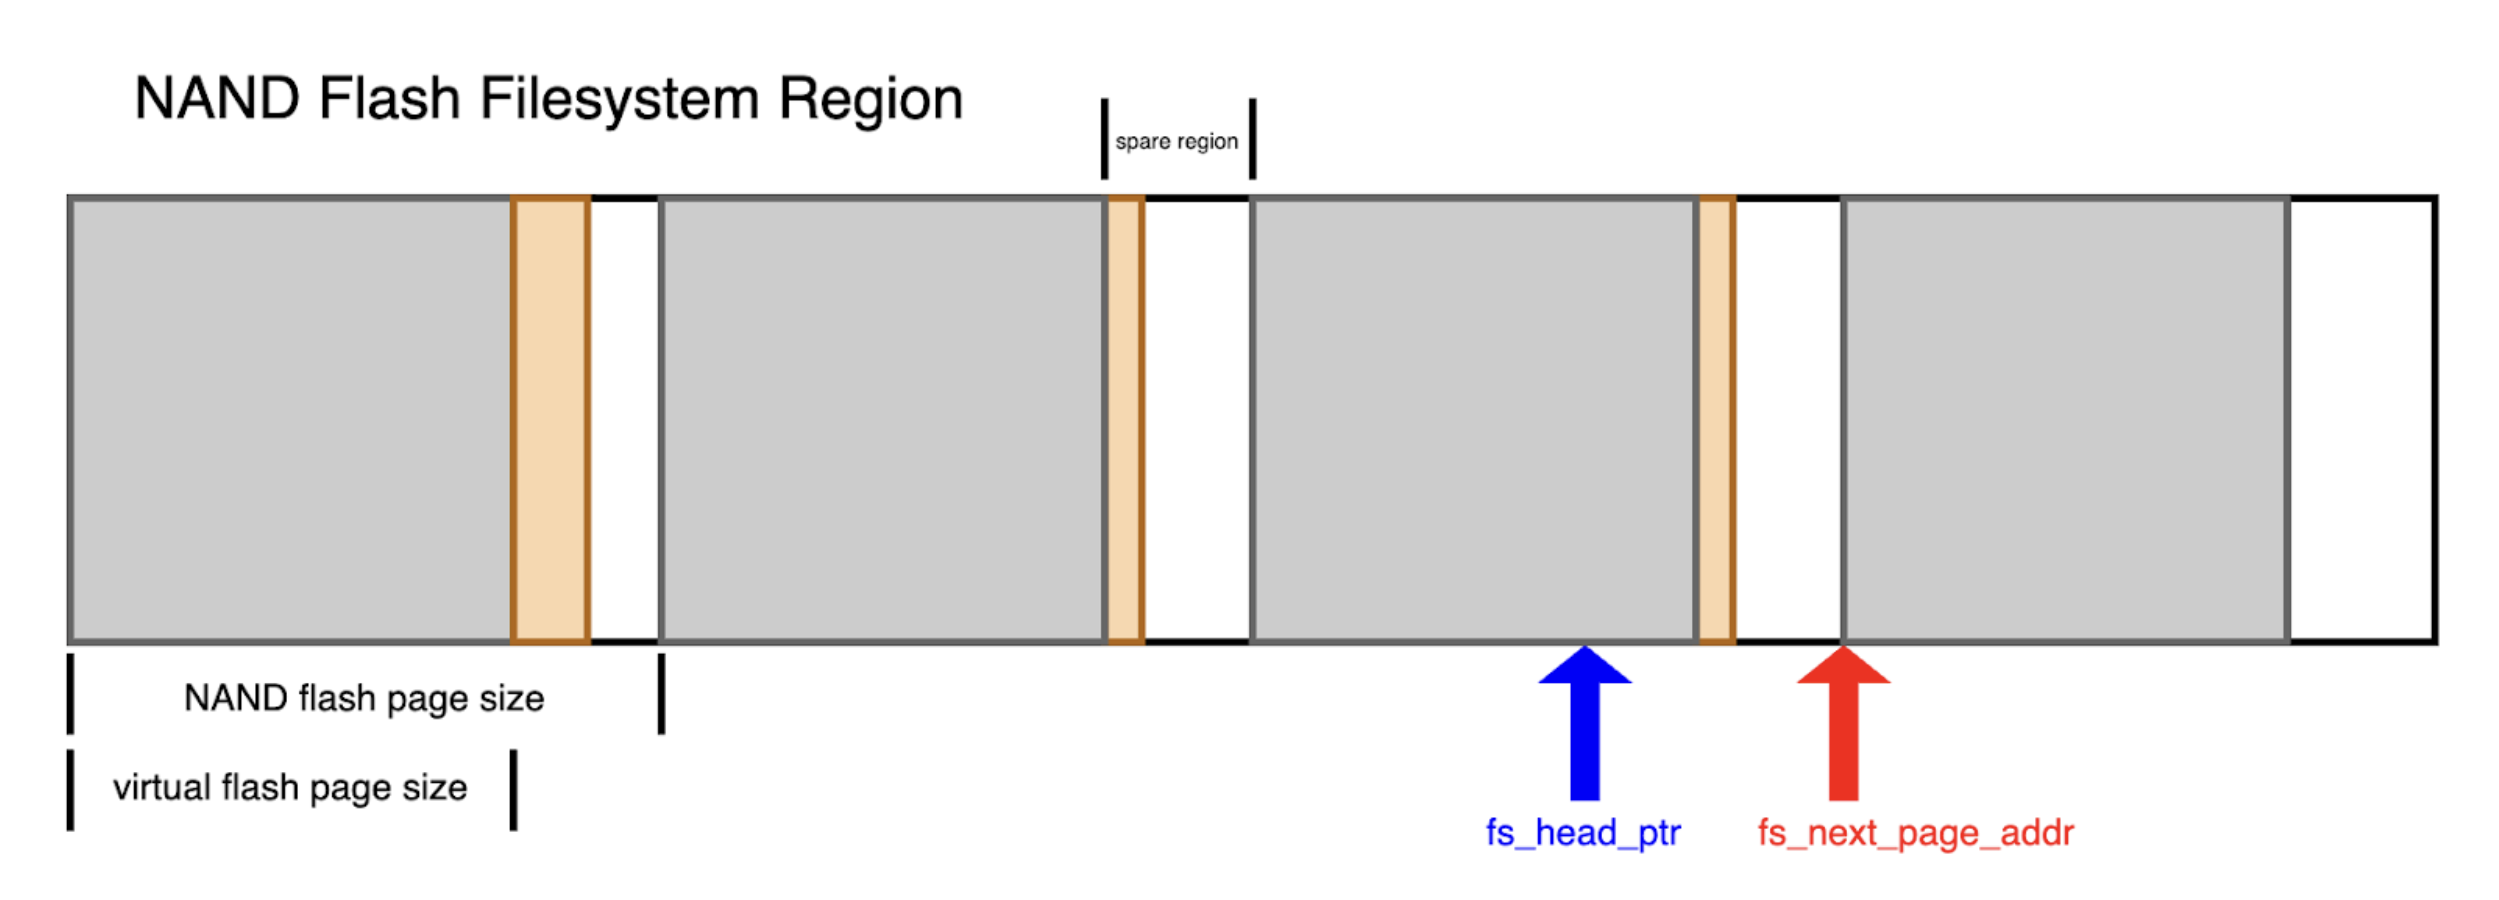 NAND Flash Filesystem Region
spare region
NAND flash page size
virtual flash page size
fs_head_ptr
fs_next_page_addr